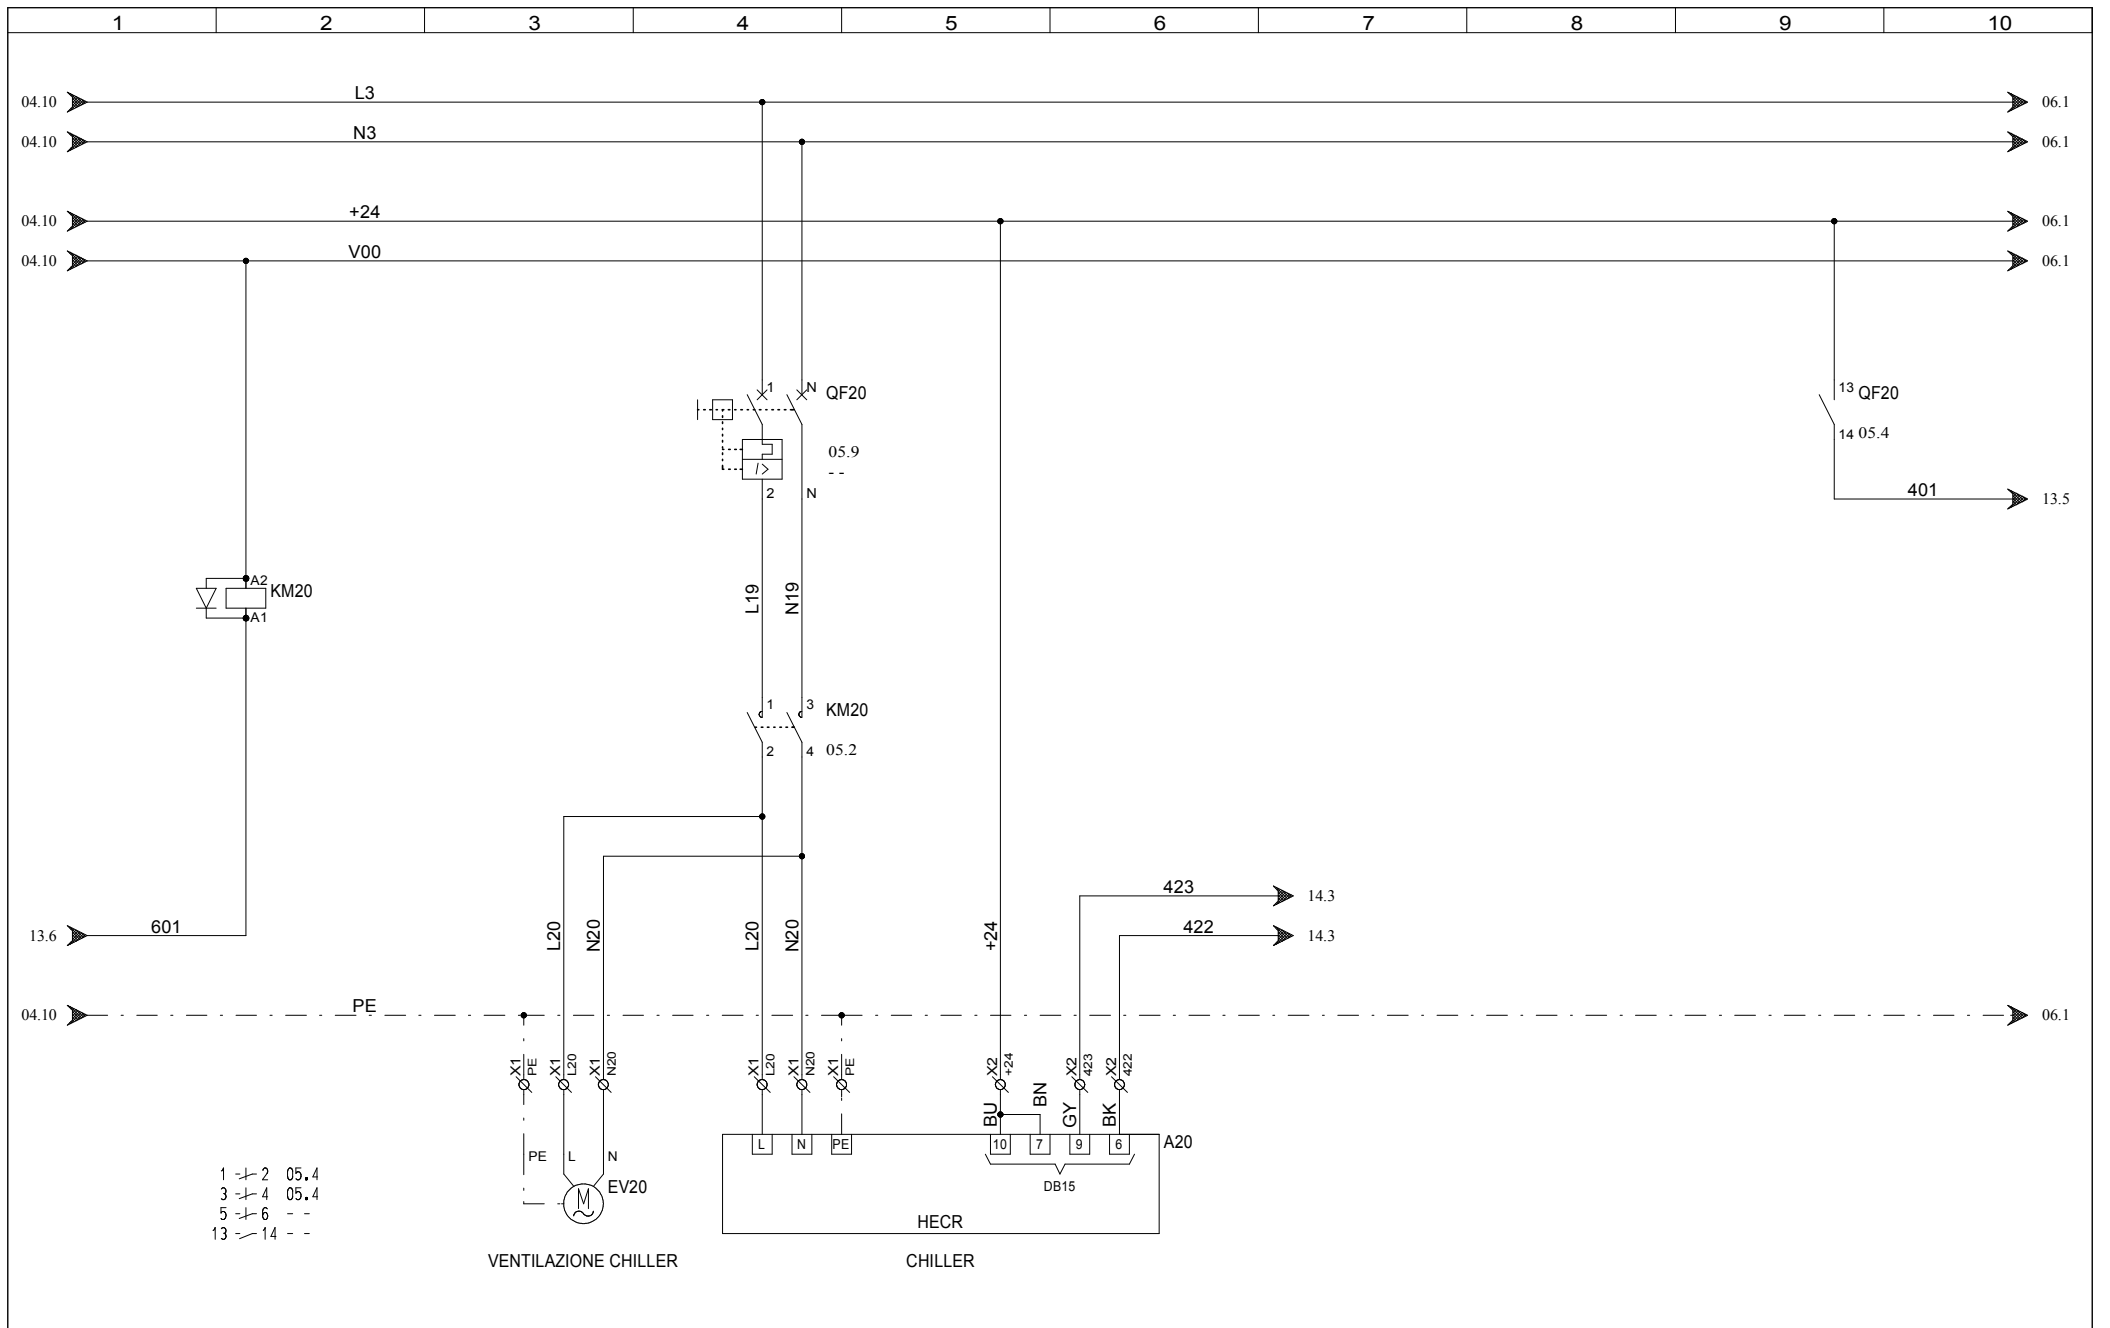 1 2 3 4 5 6 7 8 9 10
04.10 L3 06.1
04.10 N3 06.1
04.10 +24 06.1
04.10 V00 06.1
1 N QF20
13 QF20
05.9
14 05.4
- -
I>
2 N
401 13.5
A2 KM20
A1
L19 N19
1 3 KM20
2 4 05.2
423 14.3
13.6 601
422 14.3
L20 N20 L20 N20 +24
04.10 PE 06.1
X1 PE X1 L20 X1 N20 X1 L20 X1 N20 X1 PE X2 +24 X2 423 X2 422
BU BN GY BK
L N PE 10 7 9 6 A20
PE L N
DB15
M EV20
HECR
1 2 05.4
3 4 05.4
5 6 - -
13 14 - -
VENTILAZIONE CHILLER CHILLER